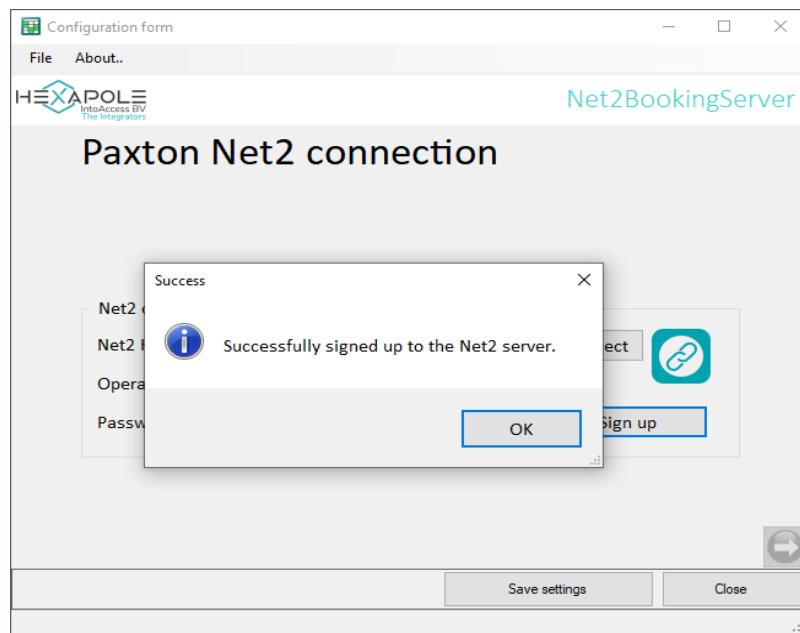 Configuration form
File About..
HEXAPOLE
IntoAccess BV
The Integrators
Net2BookingServer
Paxton Net2 connection
Success
Net2
Net2
Successfully signed up to the Net2 server.
Opera
Passw
Sign up
OK
Save settings Close